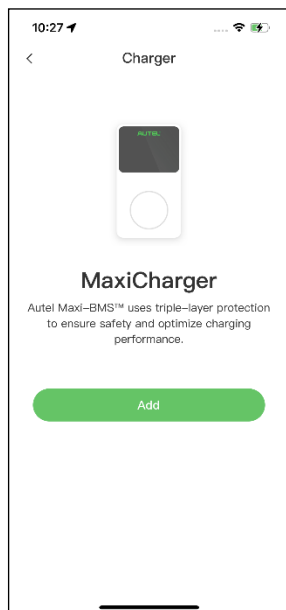 10:27
Charger
AUTEL
MaxiCharger
Autel Maxi-BMS™ uses triple-layer protection
to ensure safety and optimize charging
performance.
Add